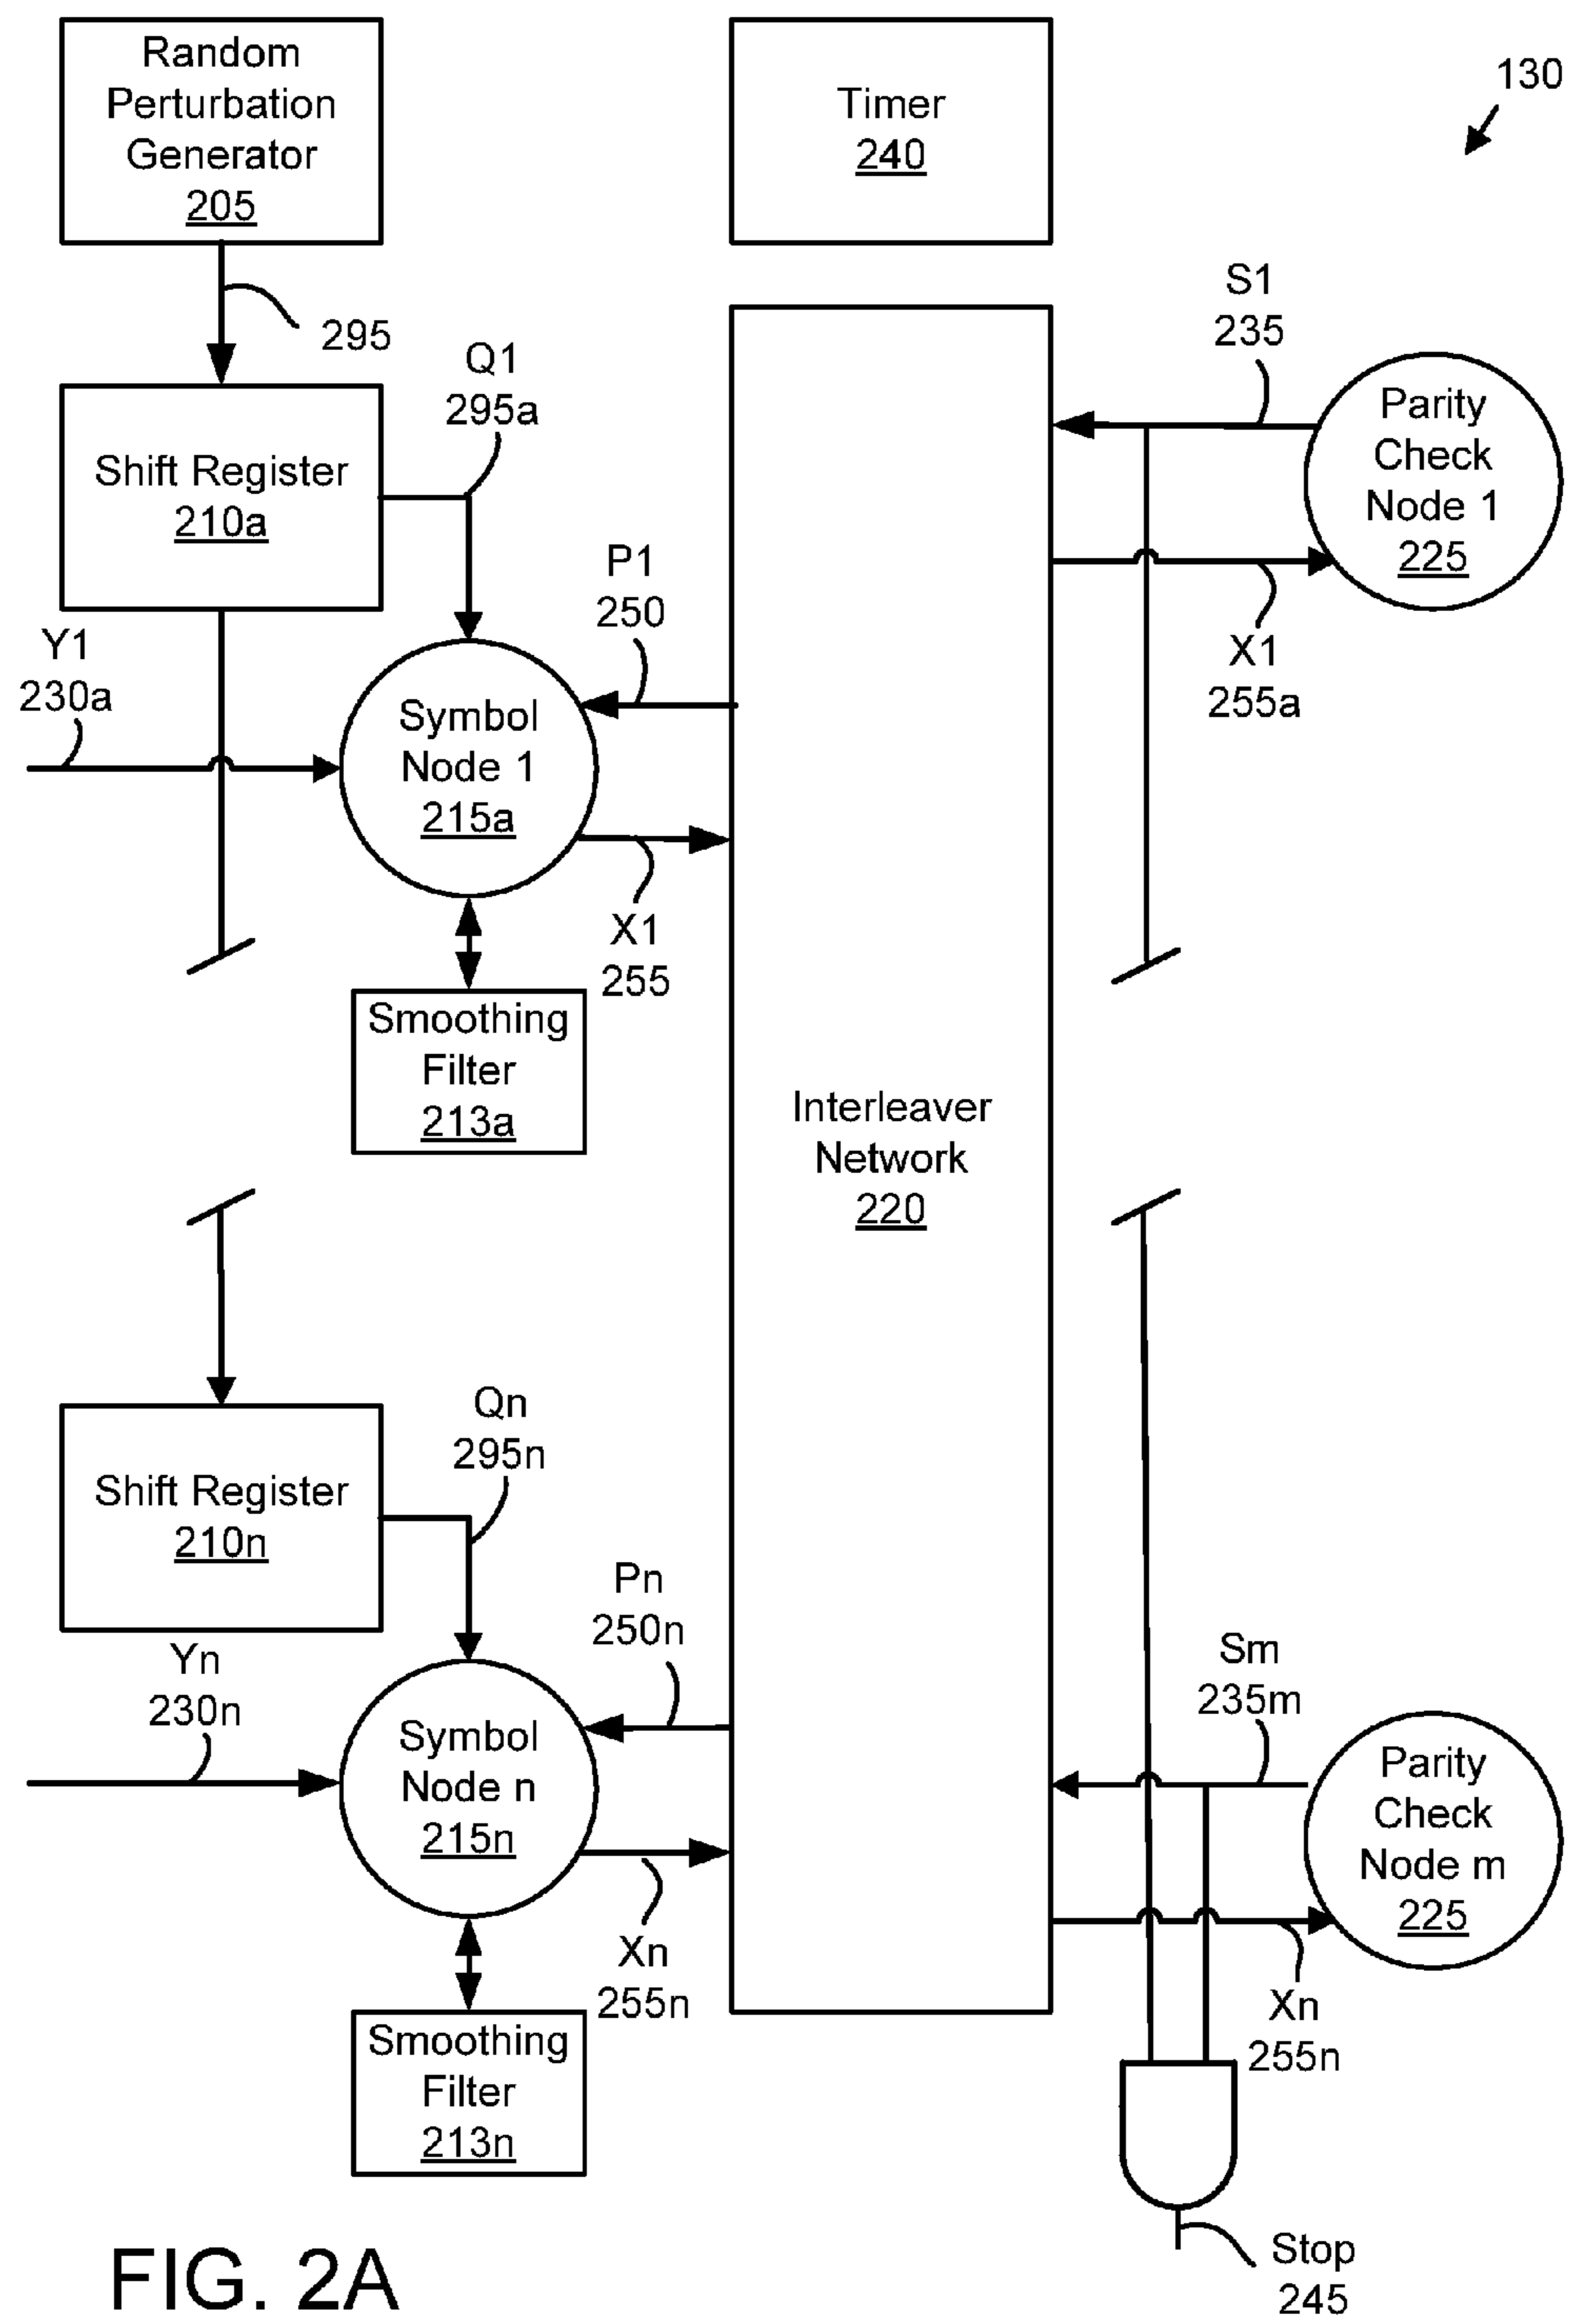 Random
Perturbation
Generator
205
Timer
240
130
295
S1
235
Q1
295a
Shift Register
210a
Parity
Check
Node 1
225
P1
250
Y1
230a
X1
255a
Symbol
Node 1
215a
X1
255
Smoothing
Filter
213a
Interleaver
Network
220
Qn
295n
Shift Register
210n
Pn
250n
Yn
230n
Sm
235m
Symbol
Node n
215n
Parity
Check
Node m
225
Xn
255n
Xn
255n
Smoothing
Filter
213n
Stop
245
FIG. 2A